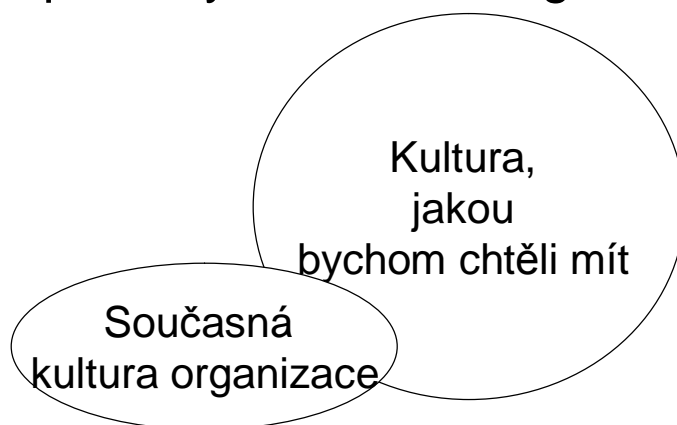 Kultura,
jakou
bychom chtěli mít
Současná
kultura organizace